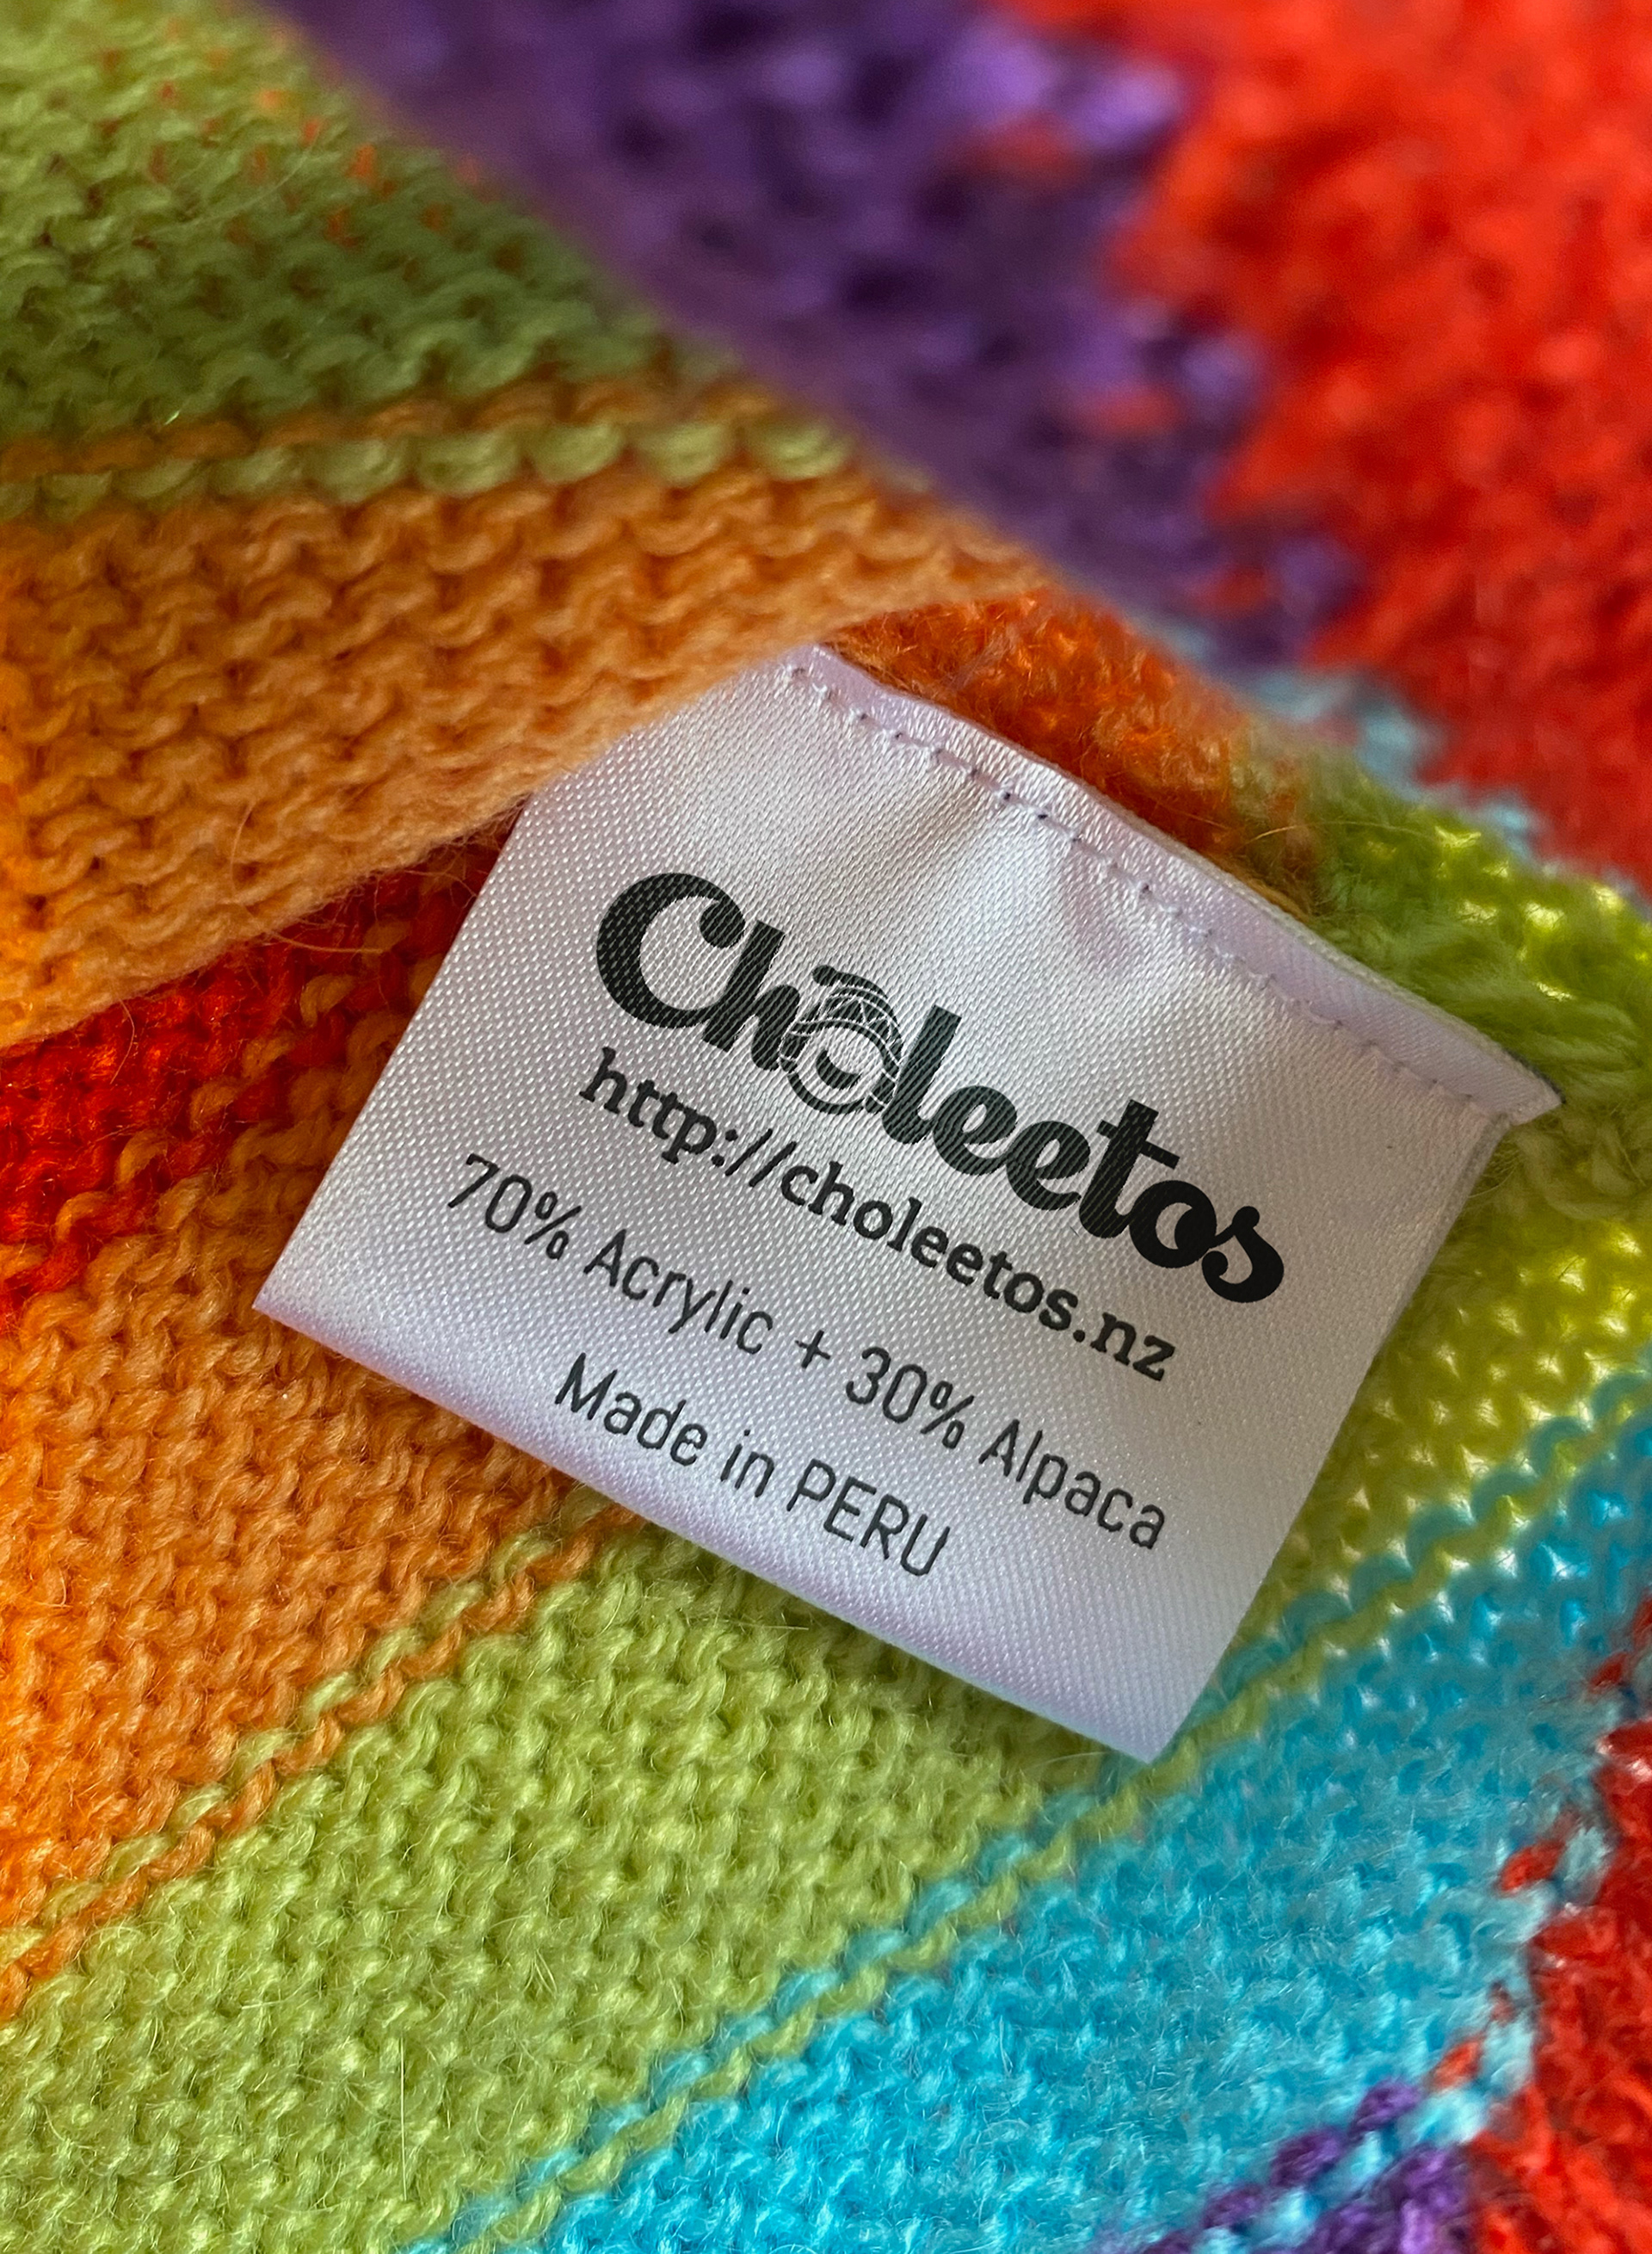 Choleetos
http://choleetos.nz
70% Acrylic + 30% Alpaca
Made in PERU